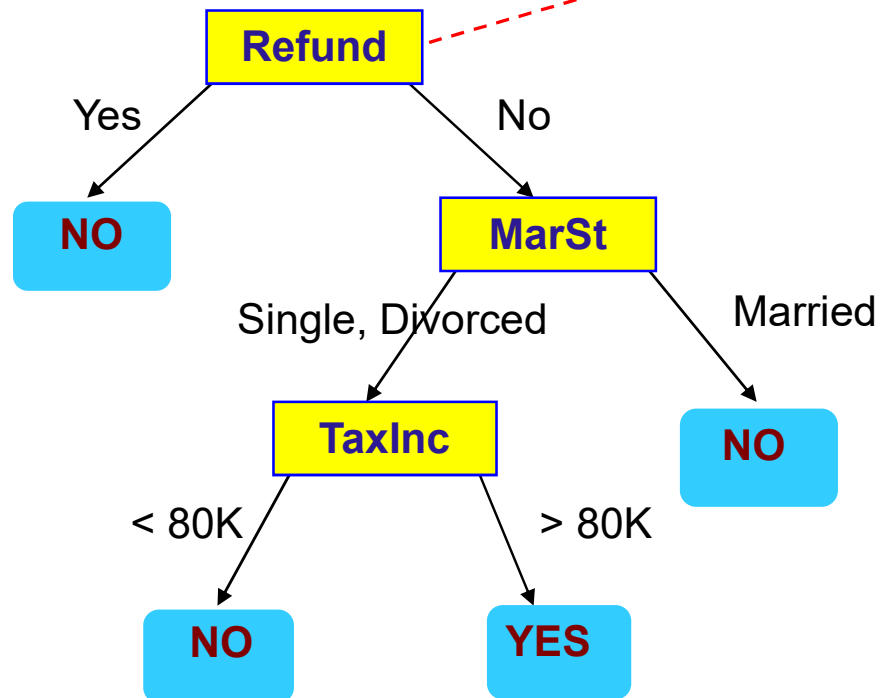 Refund
Yes
No
NO
MarSt
Single, Divorced
Married
TaxInc
NO
< 80K
> 80K
NO
YES